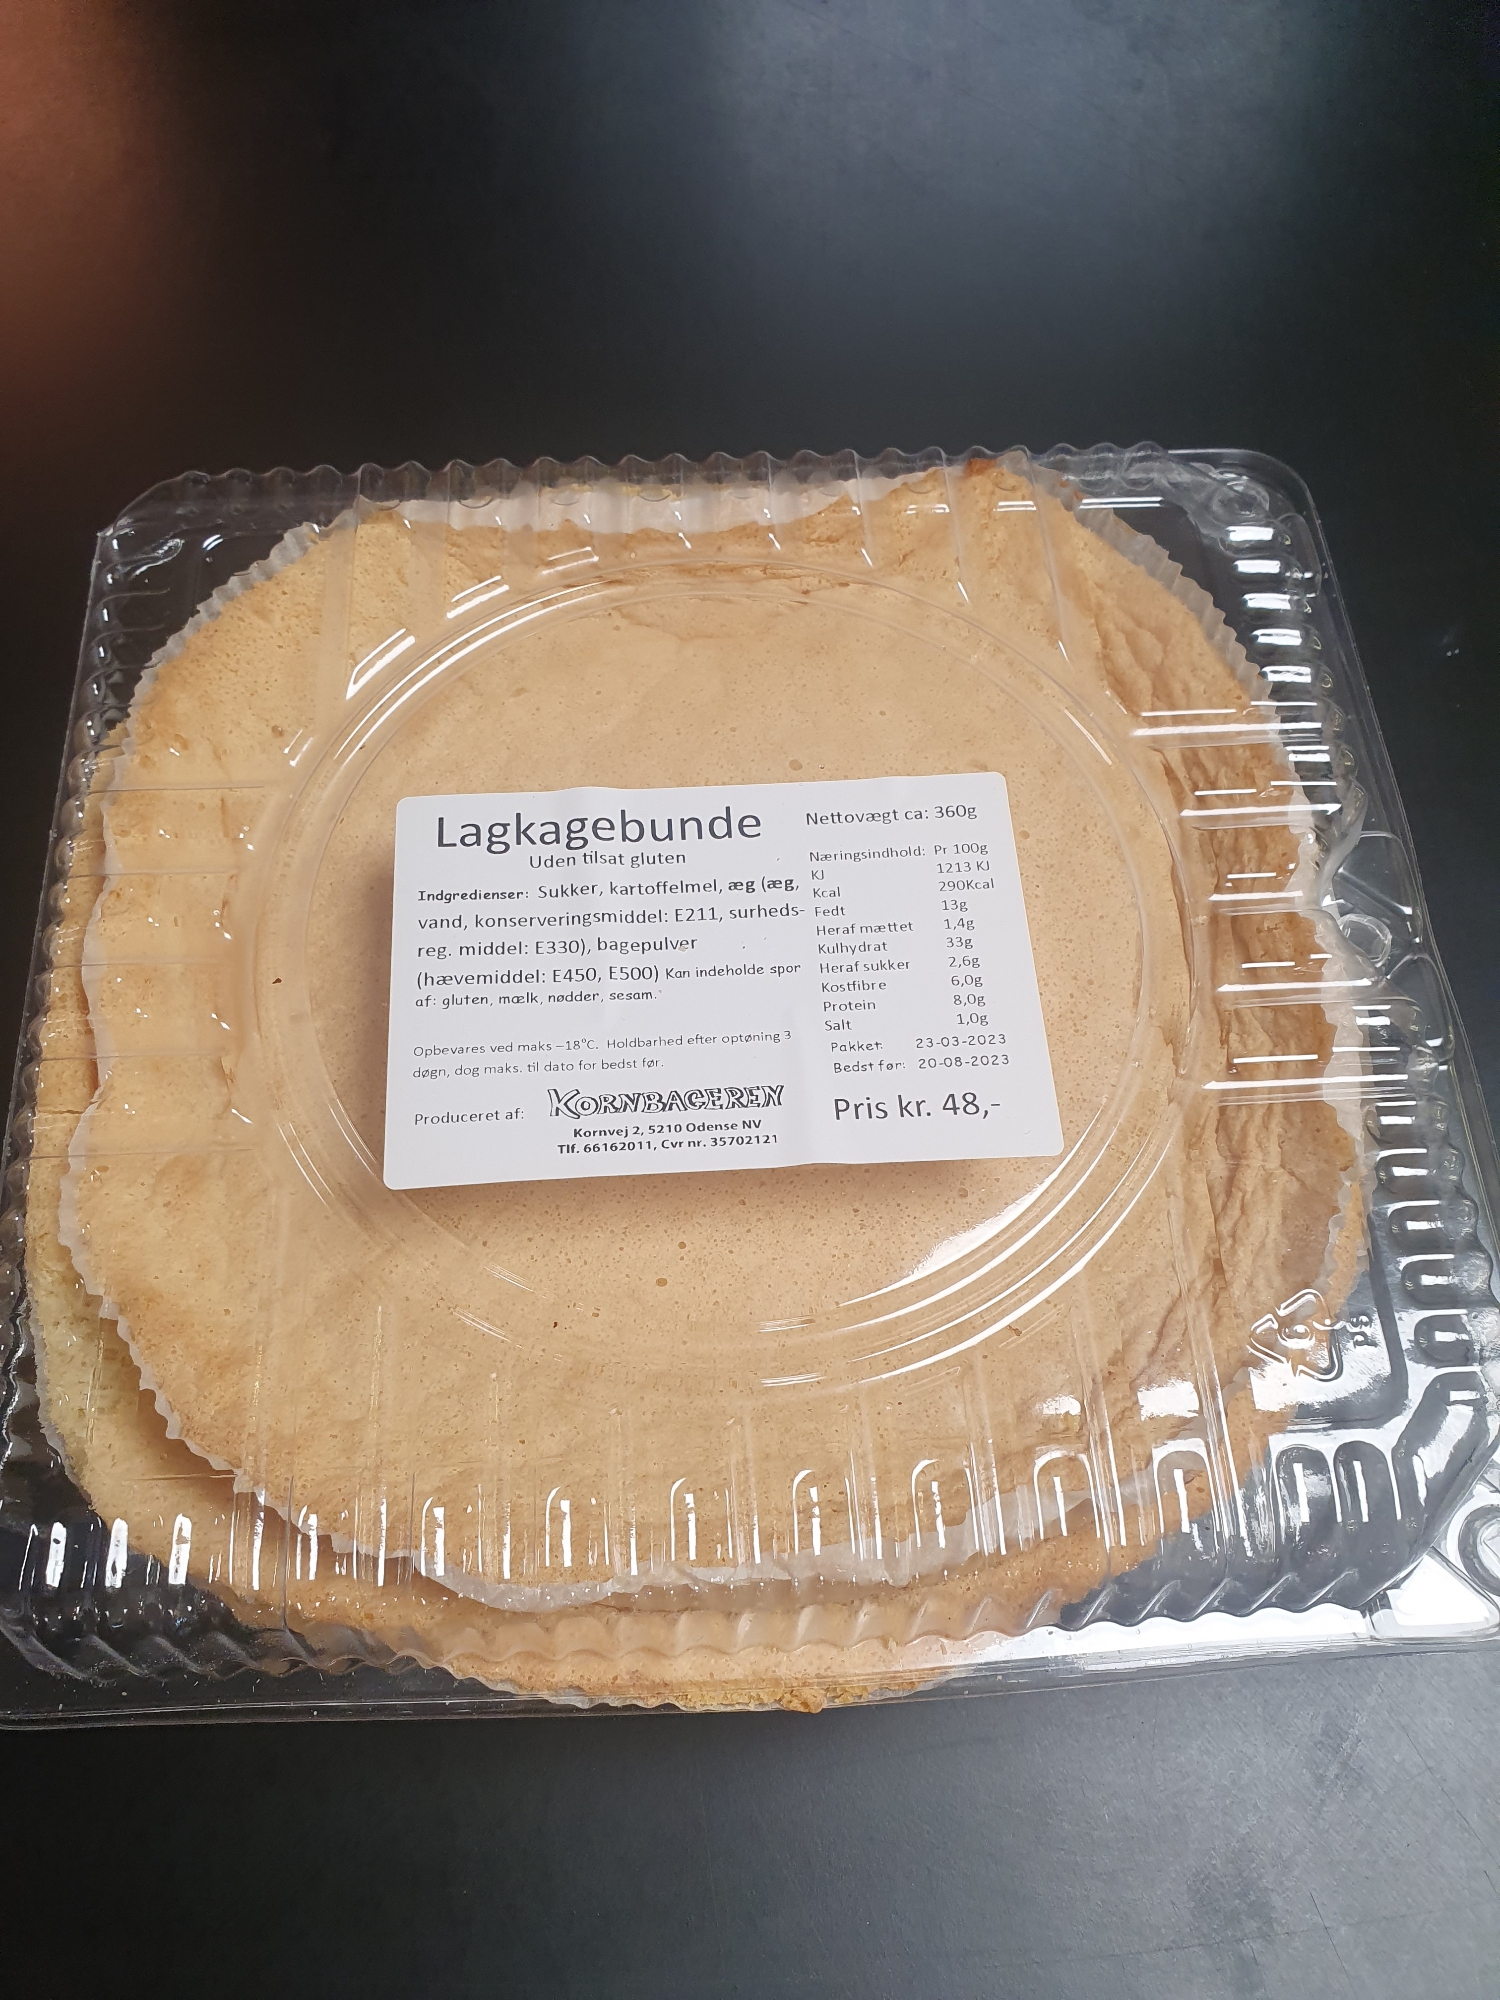 Lagkagebunde
Uden tilsat gluten
Indgredienser: Sukker, kartoffelmel, æg (æg,
vand, konserveringsmiddel: E211, surheds-
reg. middel: E330), bagepulver
(hævemiddel: E450, E500) Kan indeholde spor
af: gluten, mælk, nødder, sesam.
Opbevares ved maks –18°C. Holdbarhed efter optøning 3
døgn, dog maks. til dato for bedst før.
Produceret af: KORNBAGEREN
Kornvej 2, 5210 Odense NV
Tlf. 66162011, Cvr nr. 35702121
Nettovægt ca: 360g
Næringsindhold: Pr 100g
KJ 1213 KJ
Kcal 290Kcal
Fedt 13g
Heraf mættet 1,4g
Kulhydrat 33g
Heraf sukker 2,6g
Kostfibre 6,0g
Protein 8,0g
Salt 1,0g
Pakket: 23-03-2023
Bedst før: 20-08-2023
Pris kr. 48,-
6
PS